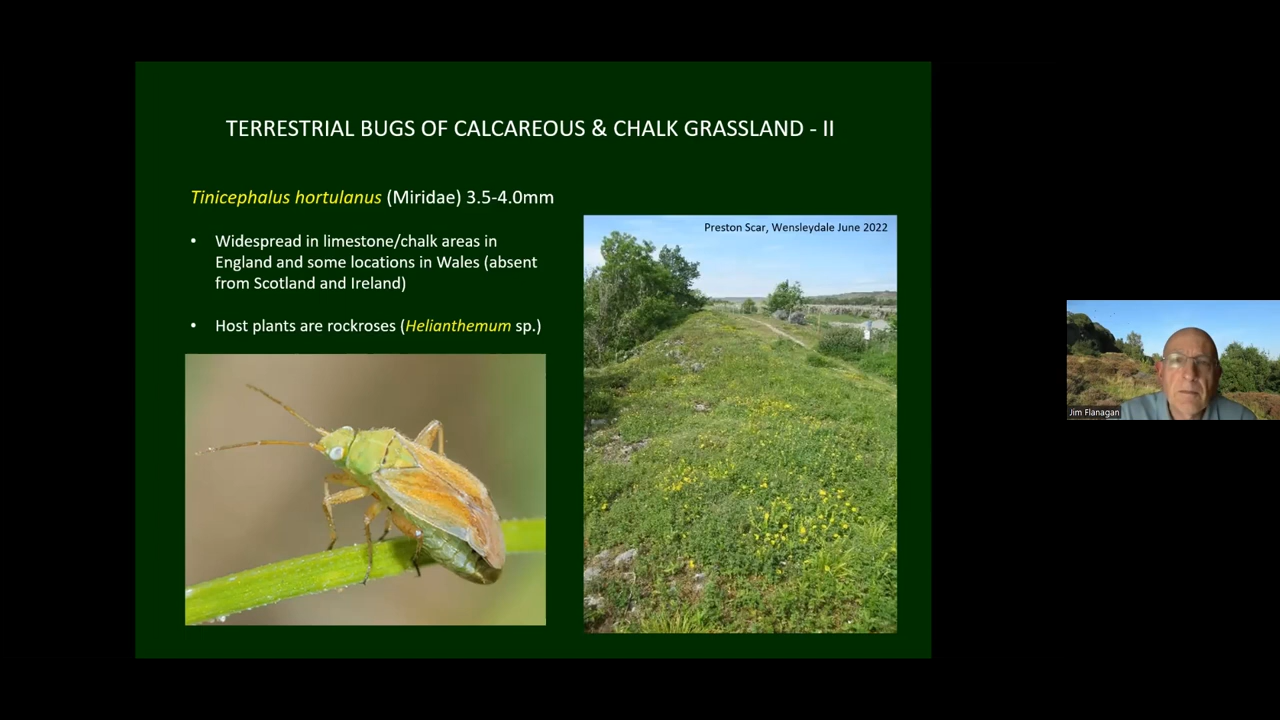 TERRESTRIAL BUGS OF CALCAREOUS & CHALK GRASSLAND - II
Tinicephalus hortulanus (Miridae) 3.5-4.0mm
• Widespread in limestone/chalk areas in
England and some locations in Wales (absent
from Scotland and Ireland)
• Host plants are rockroses (Helianthemum sp.)
Preston Scar, Wensleydale June 2022
Jim Flanagan